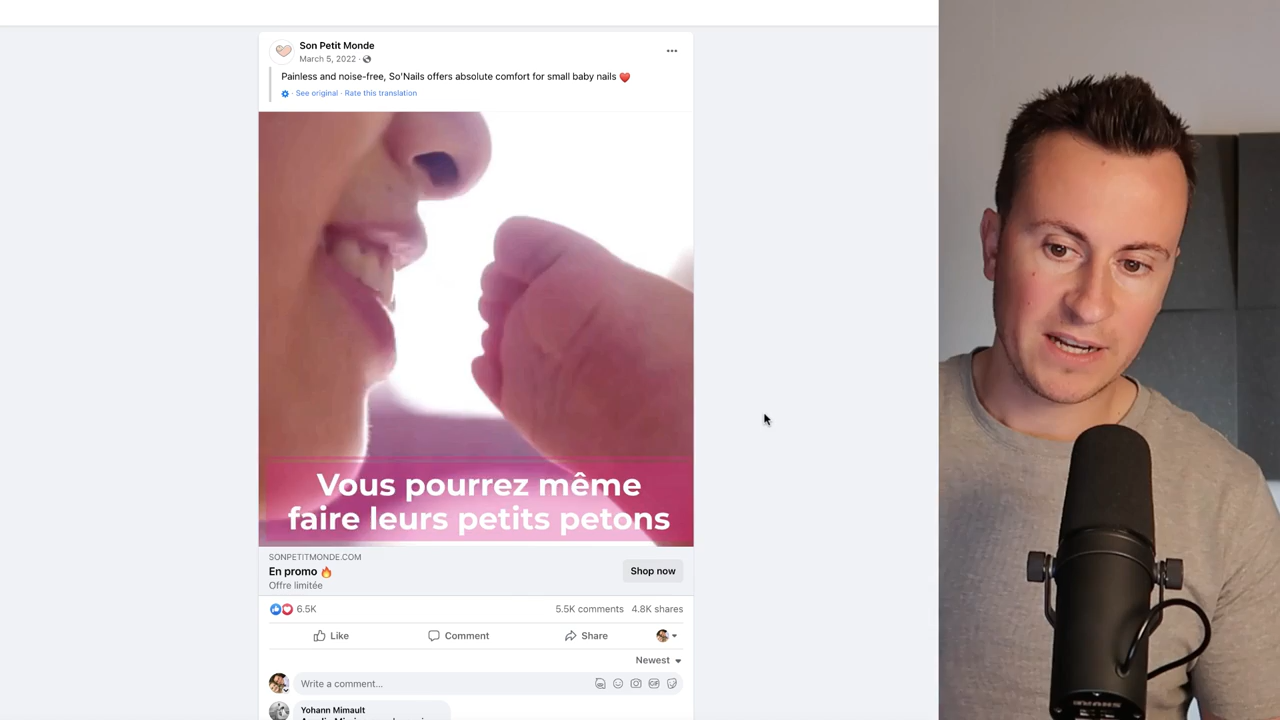 Son Petit Monde
March 5, 2022 ·
Painless and noise-free, So'Nails offers absolute comfort for small baby nails ❤️
· See original · Rate this translation
Vous pourrez même
faire leurs petits petons
SONPETITMONDE.COM
En promo 🔥
Offre limitée
Shop now
6.5K
5.5K comments 4.8K shares
Like
Comment
Share
Newest
Write a comment...
GIF
Yohann Mimault